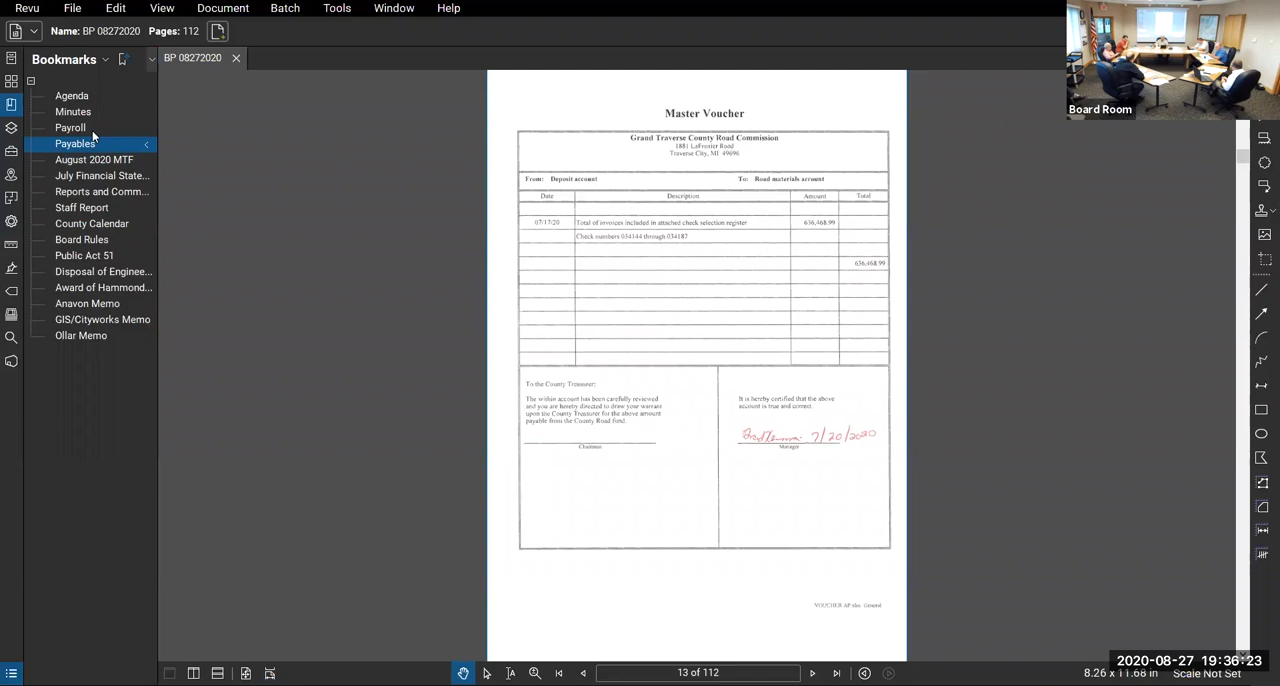 Revu File Edit View Document Batch Tools Window Help
Name: BP 08272020 Pages: 112
Bookmarks
BP 08272020
Agenda
Minutes
Payroll
Payables
August 2020 MTF
July Financial State...
Reports and Comm...
Staff Report
County Calendar
Board Rules
Public Act 51
Disposal of Enginee...
Award of Hammond...
Anavon Memo
GIS/Cityworks Memo
Ollar Memo
Master Voucher
Grand Traverse County Road Commission
1881 LaFranier Road
Traverse City, MI 49696
From: Deposit account To: Road materials account
Date Description Amount Total
07/17/20 Total of invoices included in attached check selection register 636,468.99
Check numbers 034144 through 034187
636,468.99
To the County Treasurer:
The within account has been carefully reviewed
and you are hereby directed to draw your warrant
upon the County Treasurer for the above amount
payable from the County Road fund.
Chairman
It is hereby certified that the above
account is true and correct.
7/20/2020
Manager
VOUCHER AP General
Board Room
13 of 112
8.26 x 11.68 in Scale Not Set
2020-08-27 19:36:23